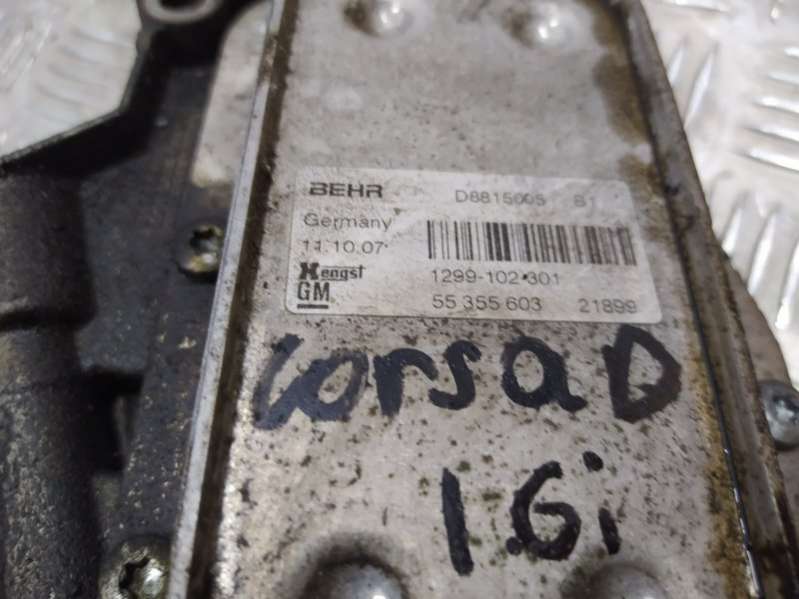 BEHR D8815005 B1
Germany
11.10.07
Hengst 1299-102-301
GM 55 355 603 21899
Corsa D
1.6i